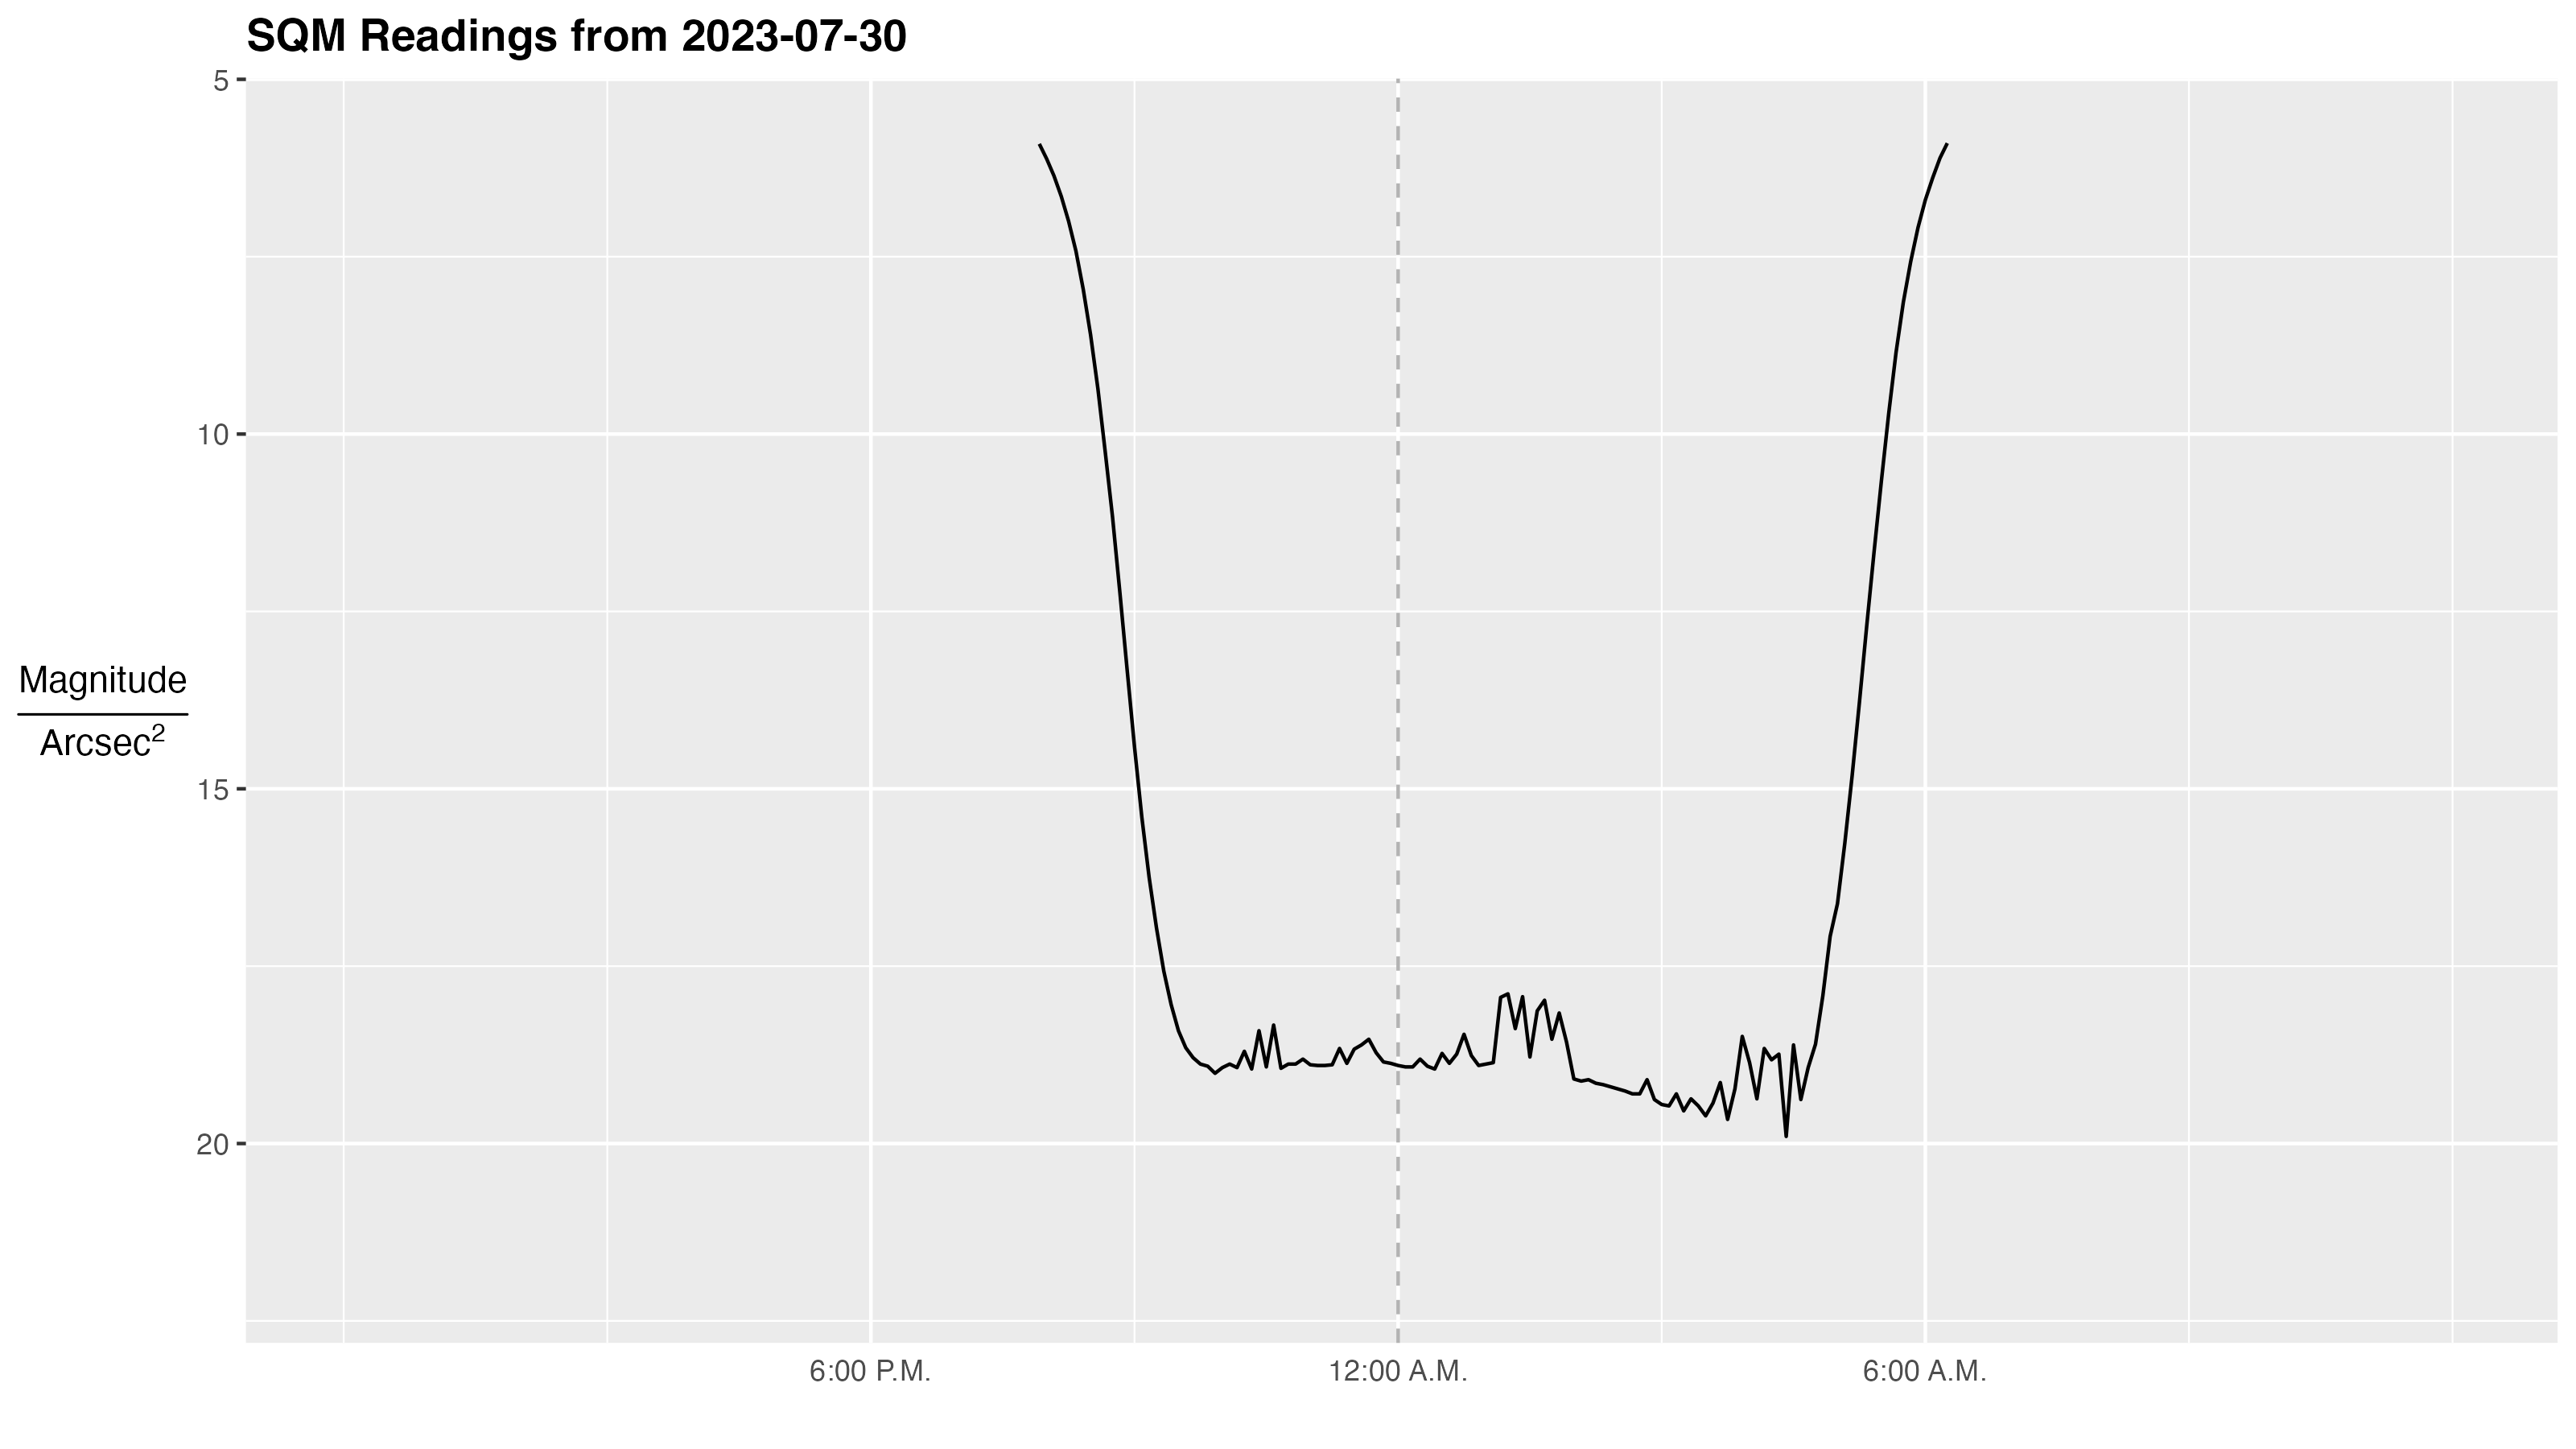 SQM Readings from 2023-07-30
5
10
15
20
Magnitude
Arcsec²
6:00 P.M.
12:00 A.M.
6:00 A.M.